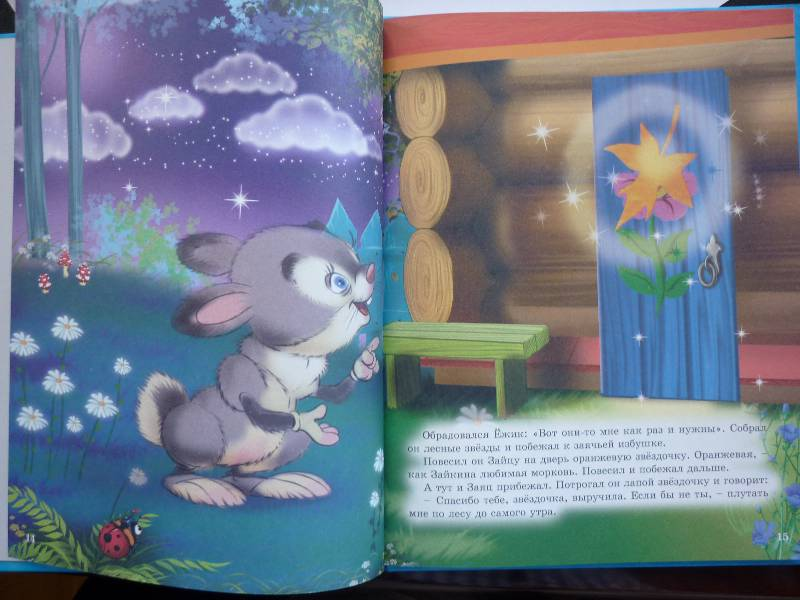 Обрадовался Ёжик: «Вот они-то мне как раз и нужны». Собрал
он лесные звёзды и побежал к заячьей избушке.
Повесил он Зайцу на дверь оранжевую звёздочку. Оранжевая, –
как Зайкина любимая морковь. Повесил и побежал дальше.
А тут и Заяц прибежал. Потрогал он лапой звёздочку и говорит:
– Спасибо тебе, звёздочка, выручила. Если бы не ты, – плутать
мне по лесу до самого утра.
14
15